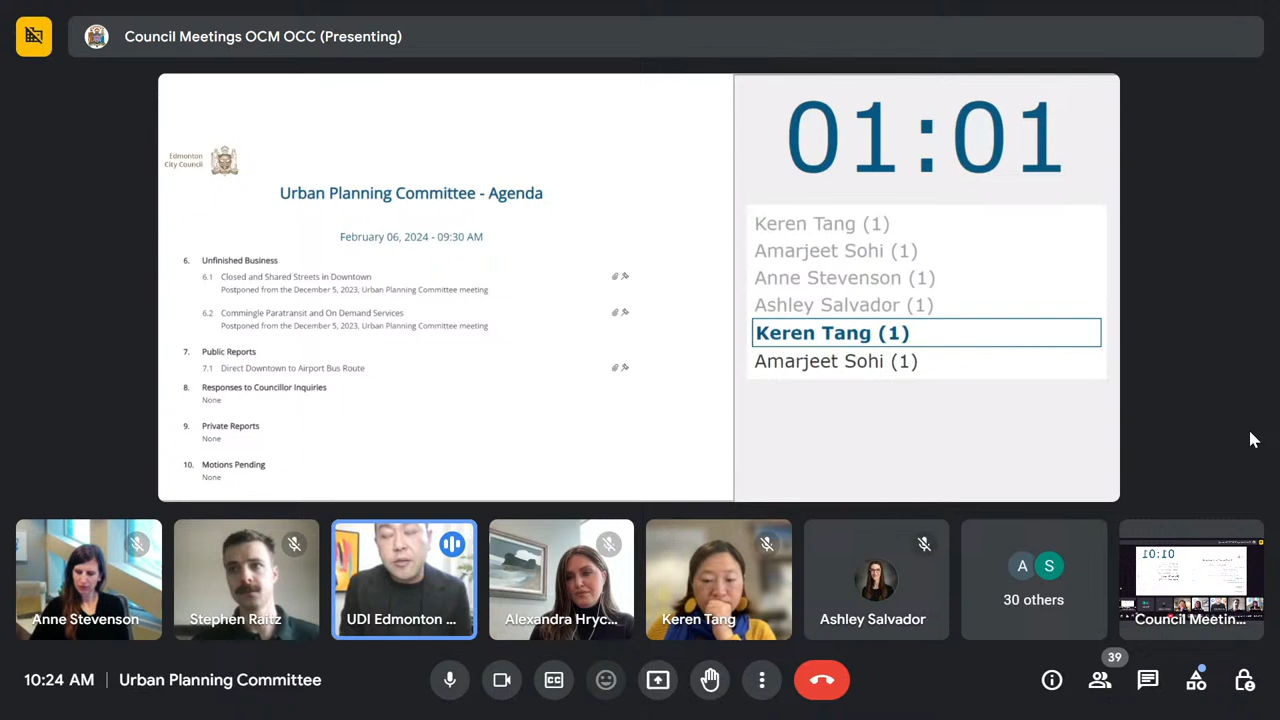 Council Meetings OCM OCC (Presenting)
Edmonton
City Council
Urban Planning Committee - Agenda
February 06, 2024 - 09:30 AM
6. Unfinished Business
6.1 Closed and Shared Streets in Downtown
Postponed from the December 5, 2023, Urban Planning Committee meeting
6.2 Commingle Paratransit and On Demand Services
Postponed from the December 5, 2023, Urban Planning Committee meeting
7. Public Reports
7.1 Direct Downtown to Airport Bus Route
8. Responses to Councillor Inquiries
None
9. Private Reports
None
10. Motions Pending
None
01:01
Keren Tang (1)
Amarjeet Sohi (1)
Anne Stevenson (1)
Ashley Salvador (1)
Keren Tang (1)
Amarjeet Sohi (1)
Anne Stevenson
Stephen Raitz
UDI Edmonton ...
Alexandra Hryc...
Keren Tang
Ashley Salvador
A S
30 others
Council Meetin...
10:24 AM | Urban Planning Committee
39